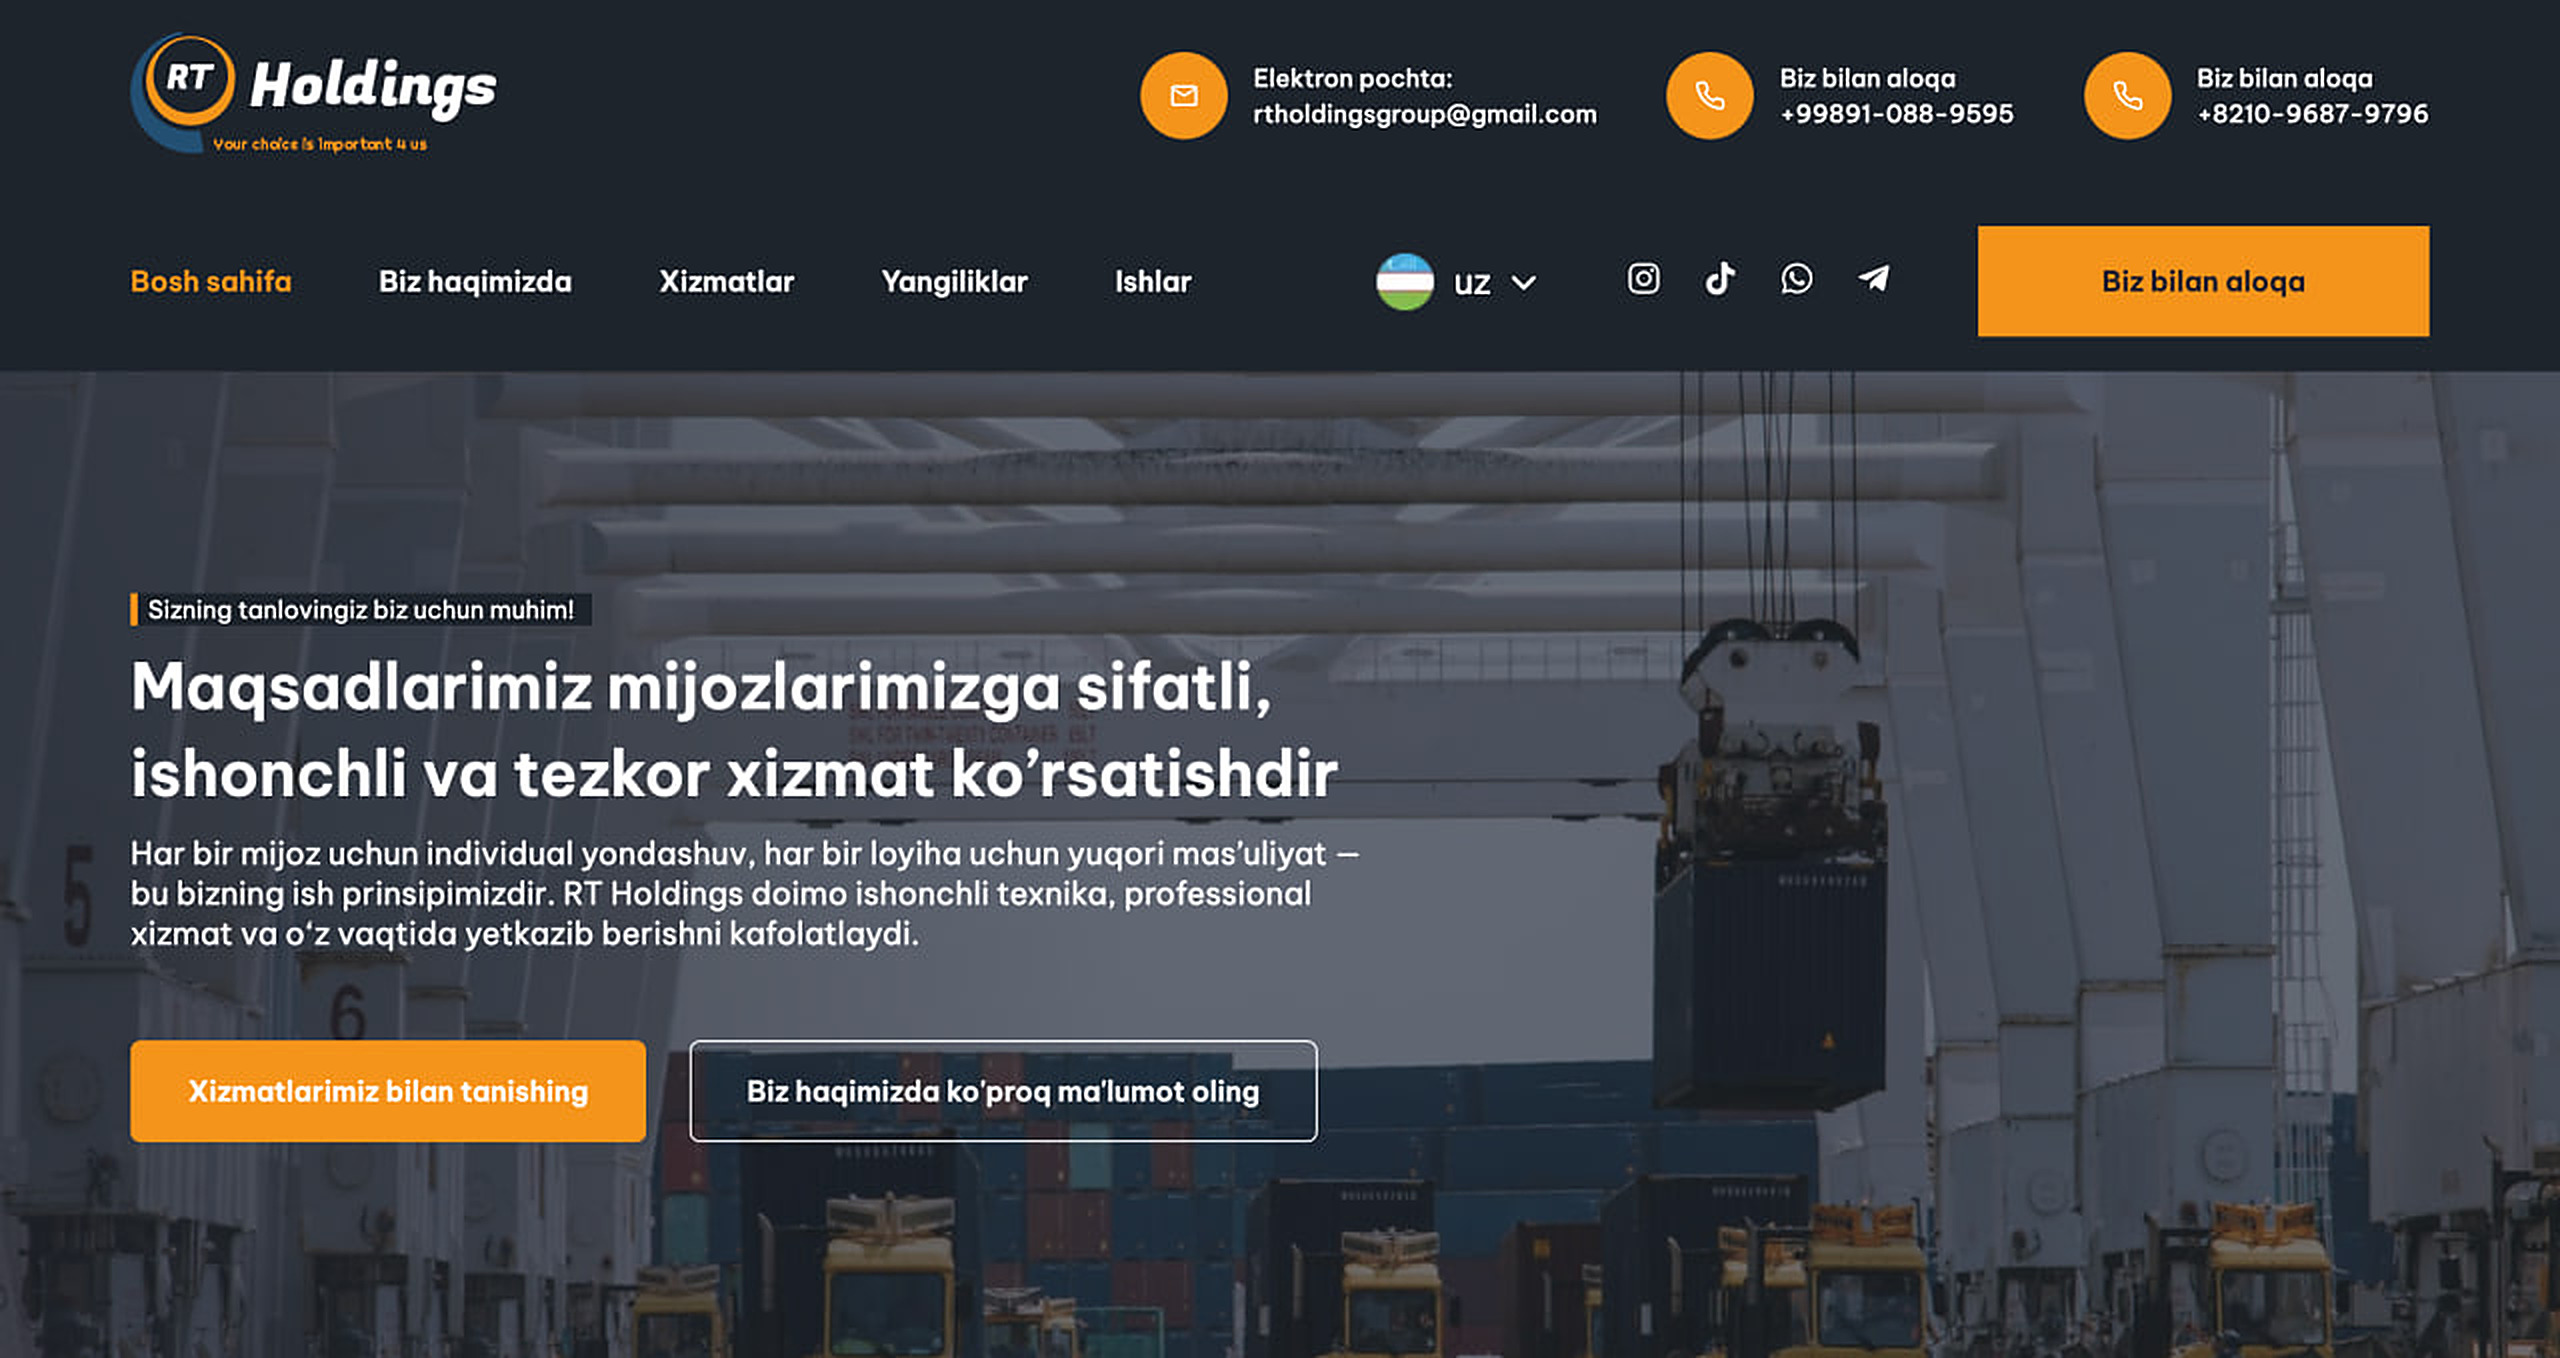 RT Holdings
Your choice is important 4 us
Elektron pochta:
rtholdingsgroup@gmail.com
Biz bilan aloqa
+99891-088-9595
Biz bilan aloqa
+8210-9687-9796
Bosh sahifa
Biz haqimizda
Xizmatlar
Yangiliklar
Ishlar
uz
Biz bilan aloqa
Sizning tanlovingiz biz uchun muhim!
Maqsadlarimiz mijozlarimizga sifatli,
ishonchli va tezkor xizmat ko’rsatishdir
Har bir mijoz uchun individual yondashuv, har bir loyiha uchun yuqori mas’uliyat —
bu bizning ish prinsipimizdir. RT Holdings doimo ishonchli texnika, professional
xizmat va o‘z vaqtida yetkazib berishni kafolatlaydi.
5
6
Xizmatlarimiz bilan tanishing
Biz haqimizda ko'proq ma'lumot oling